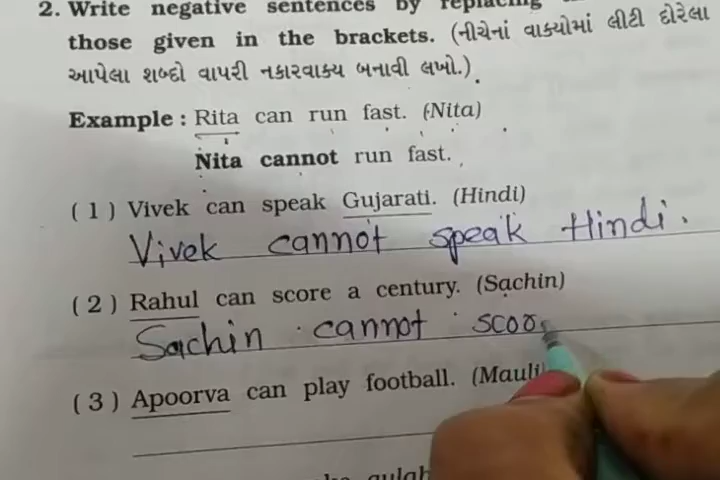 2. Write negative sentences by replacing
those given in the brackets. (નીચેનાં વાક્યોમાં લીટી દોરેલા
આપેલા શબ્દો વાપરી નકારવાક્ય બનાવી લખો.)
Example : Rita can run fast. (Nita)
Nita cannot run fast.
( 1 ) Vivek can speak Gujarati. (Hindi)
Vivek cannot speak Hindi.
( 2 ) Rahul can score a century. (Sachin)
Sachin cannot scor
( 3 ) Apoorva can play football. (Mauli